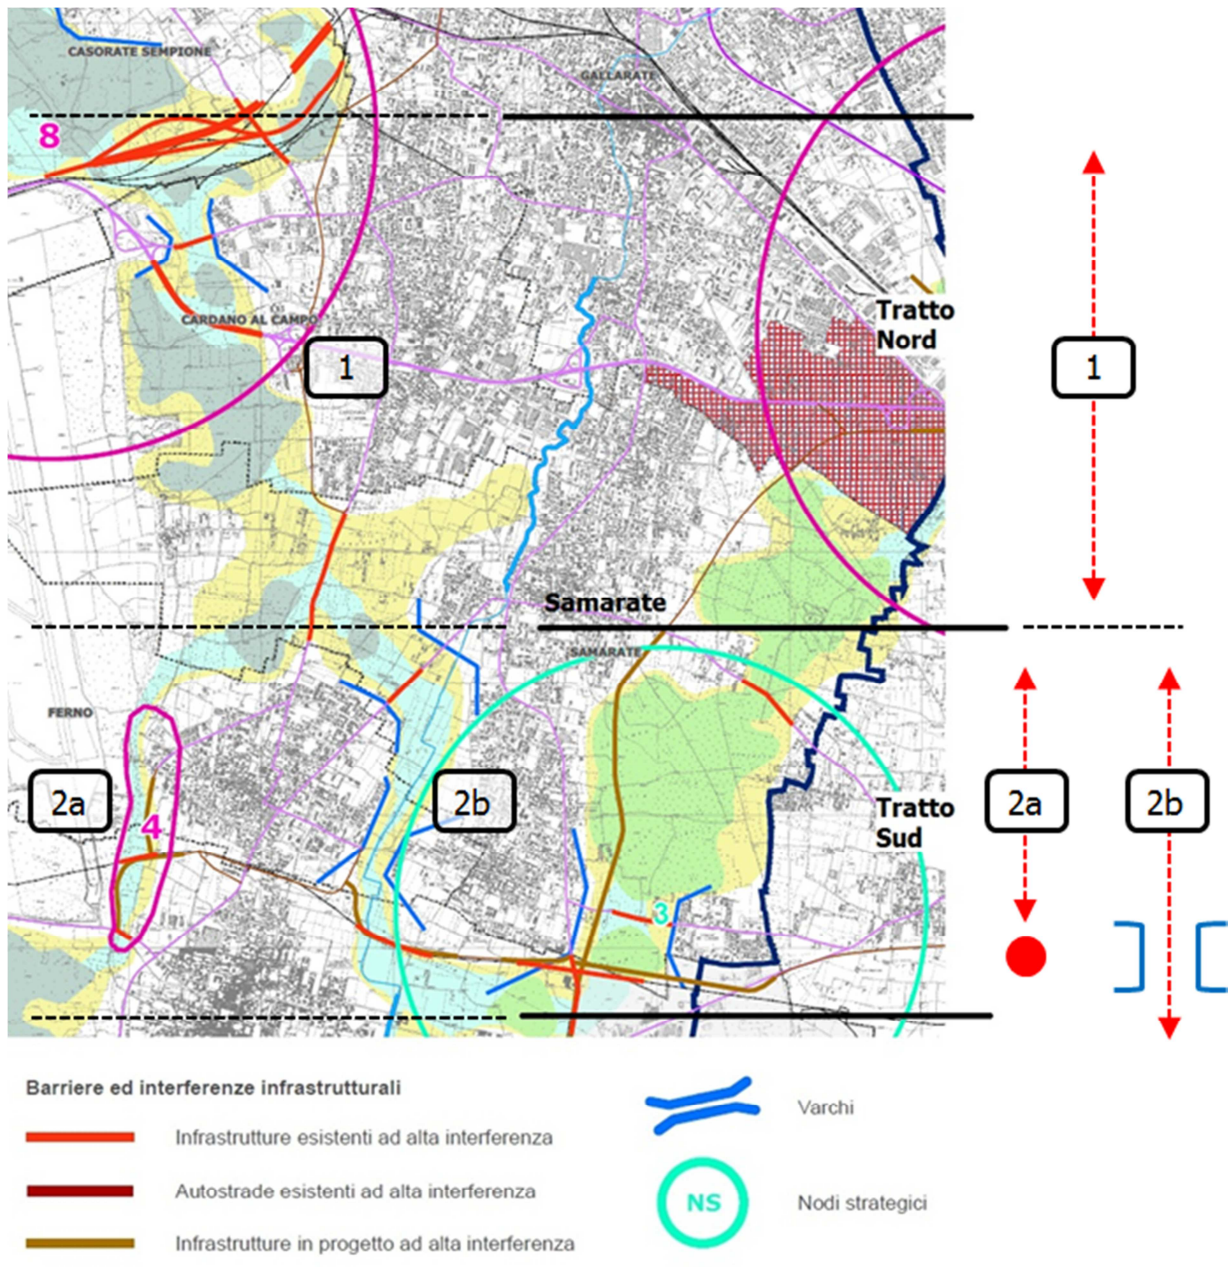 CASORATE SEMPIONE
GALLARATE
8
Tratto
Nord
CARDANO AL CAMPO
1
1
Samarate
SAMARATE
FERNO
2a
2b
Tratto
Sud
2a
2b
4
3
Barriere ed interferenze infrastrutturali
Infrastrutture esistenti ad alta interferenza
Varchi
Autostrade esistenti ad alta interferenza
NS
Nodi strategici
Infrastrutture in progetto ad alta interferenza